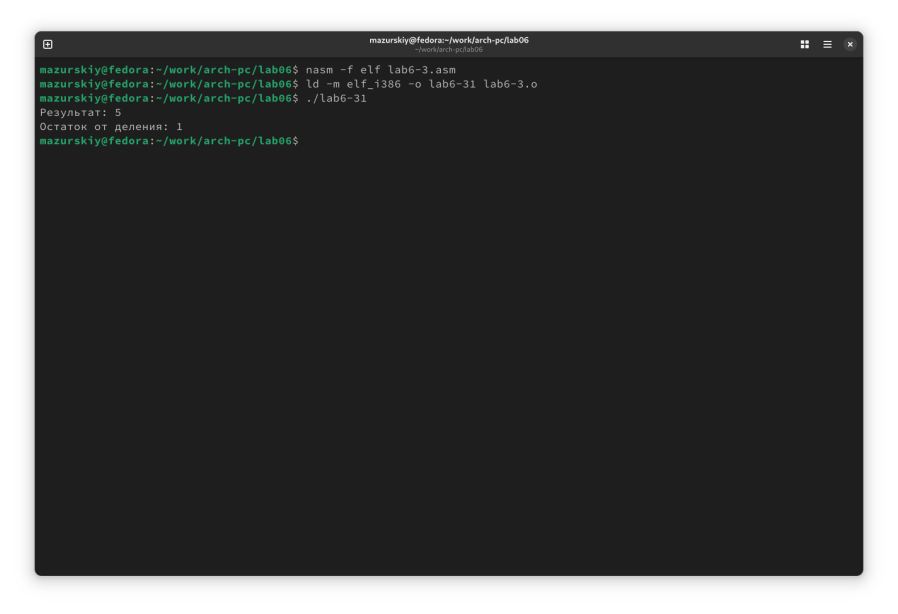 mazurskiy@fedora:~/work/arch-pc/lab06
~/work/arch-pc/lab06
mazurskiy@fedora:~/work/arch-pc/lab06$ nasm -f elf lab6-3.asm
mazurskiy@fedora:~/work/arch-pc/lab06$ ld -m elf_i386 -o lab6-31 lab6-3.o
mazurskiy@fedora:~/work/arch-pc/lab06$ ./lab6-31
Результат: 5
Остаток от деления: 1
mazurskiy@fedora:~/work/arch-pc/lab06$